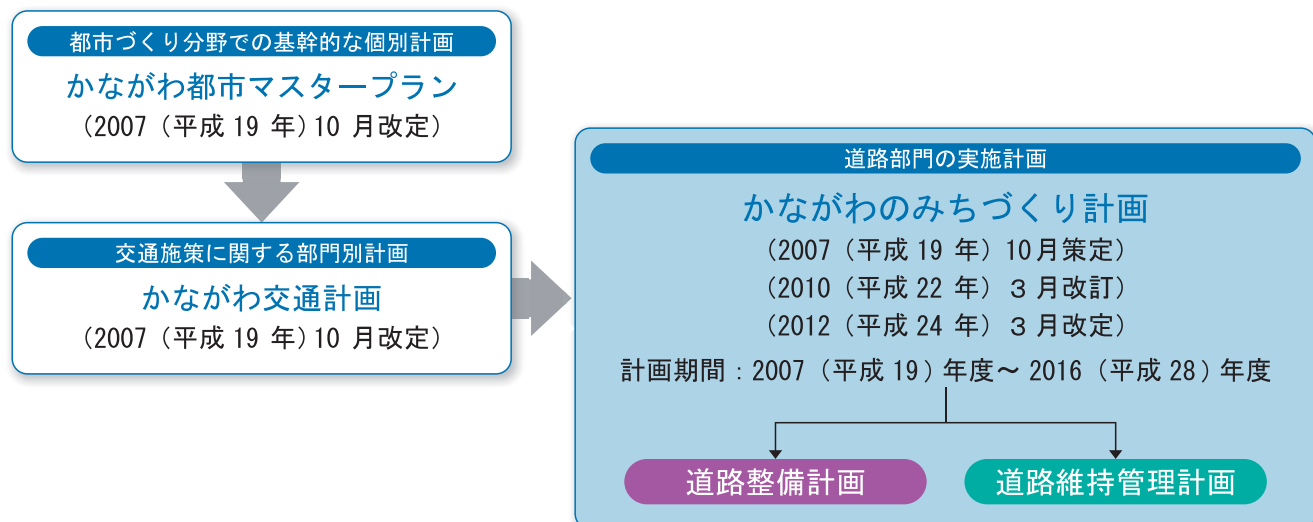 都市づくり分野での基幹的な個別計画
かながわ都市マスタープラン
(2007 (平成 19 年) 10 月改定)
交通施策に関する部門別計画
かながわ交通計画
(2007 (平成 19 年) 10 月改定)
道路部門の実施計画
かながわのみちづくり計画
(2007 (平成 19 年) 10月策定)
(2010 (平成 22 年) 3 月改訂)
(2012 (平成 24 年) 3 月改定)
計画期間:2007 (平成 19) 年度～ 2016 (平成 28) 年度
道路整備計画
道路維持管理計画